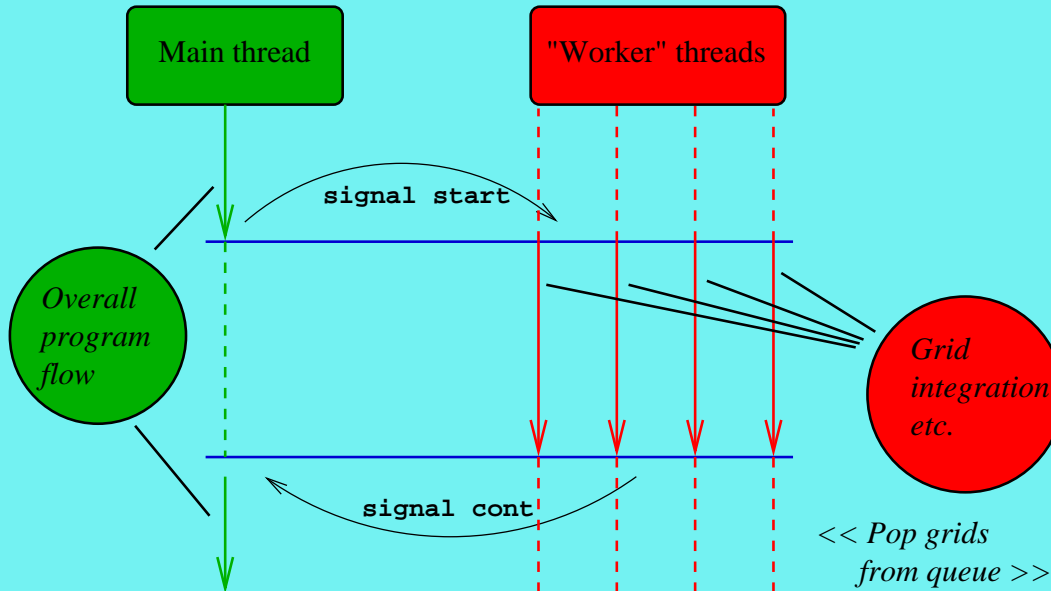 Main thread
"Worker" threads
signal start
Overall
program
flow
Grid
integration
etc.
signal cont
<< Pop grids
from queue >>